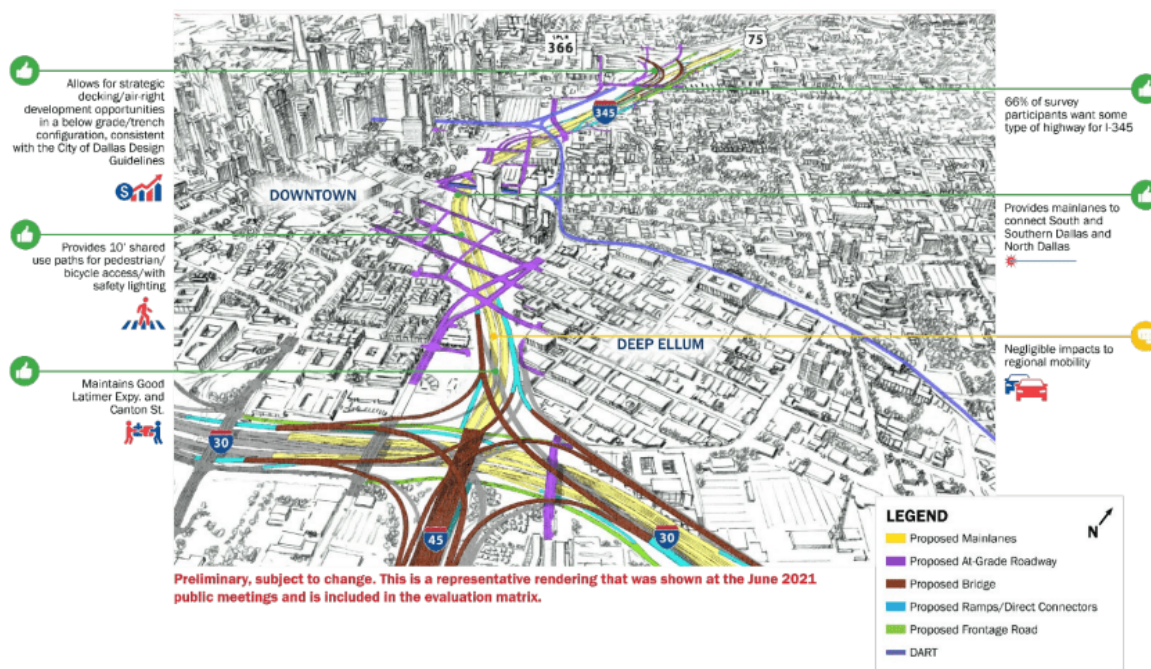 SPUR
366
75
345
Allows for strategic
decking/air-right
development opportunities
in a below grade/trench
configuration, consistent
with the City of Dallas Design
Guidelines
$
DOWNTOWN
Provides 10' shared
use paths for pedestrian/
bicycle access/with
safety lighting
Maintains Good
Latimer Expy. and
Canton St.
66% of survey
participants want some
type of highway for I-345
Provides mainlanes to
connect South and
Southern Dallas and
North Dallas
DEEP ELLUM
Negligible impacts to
regional mobility
30
45
30
LEGEND
N
Proposed Mainlanes
Proposed At-Grade Roadway
Proposed Bridge
Proposed Ramps/Direct Connectors
Proposed Frontage Road
DART
Preliminary, subject to change. This is a representative rendering that was shown at the June 2021
public meetings and is included in the evaluation matrix.